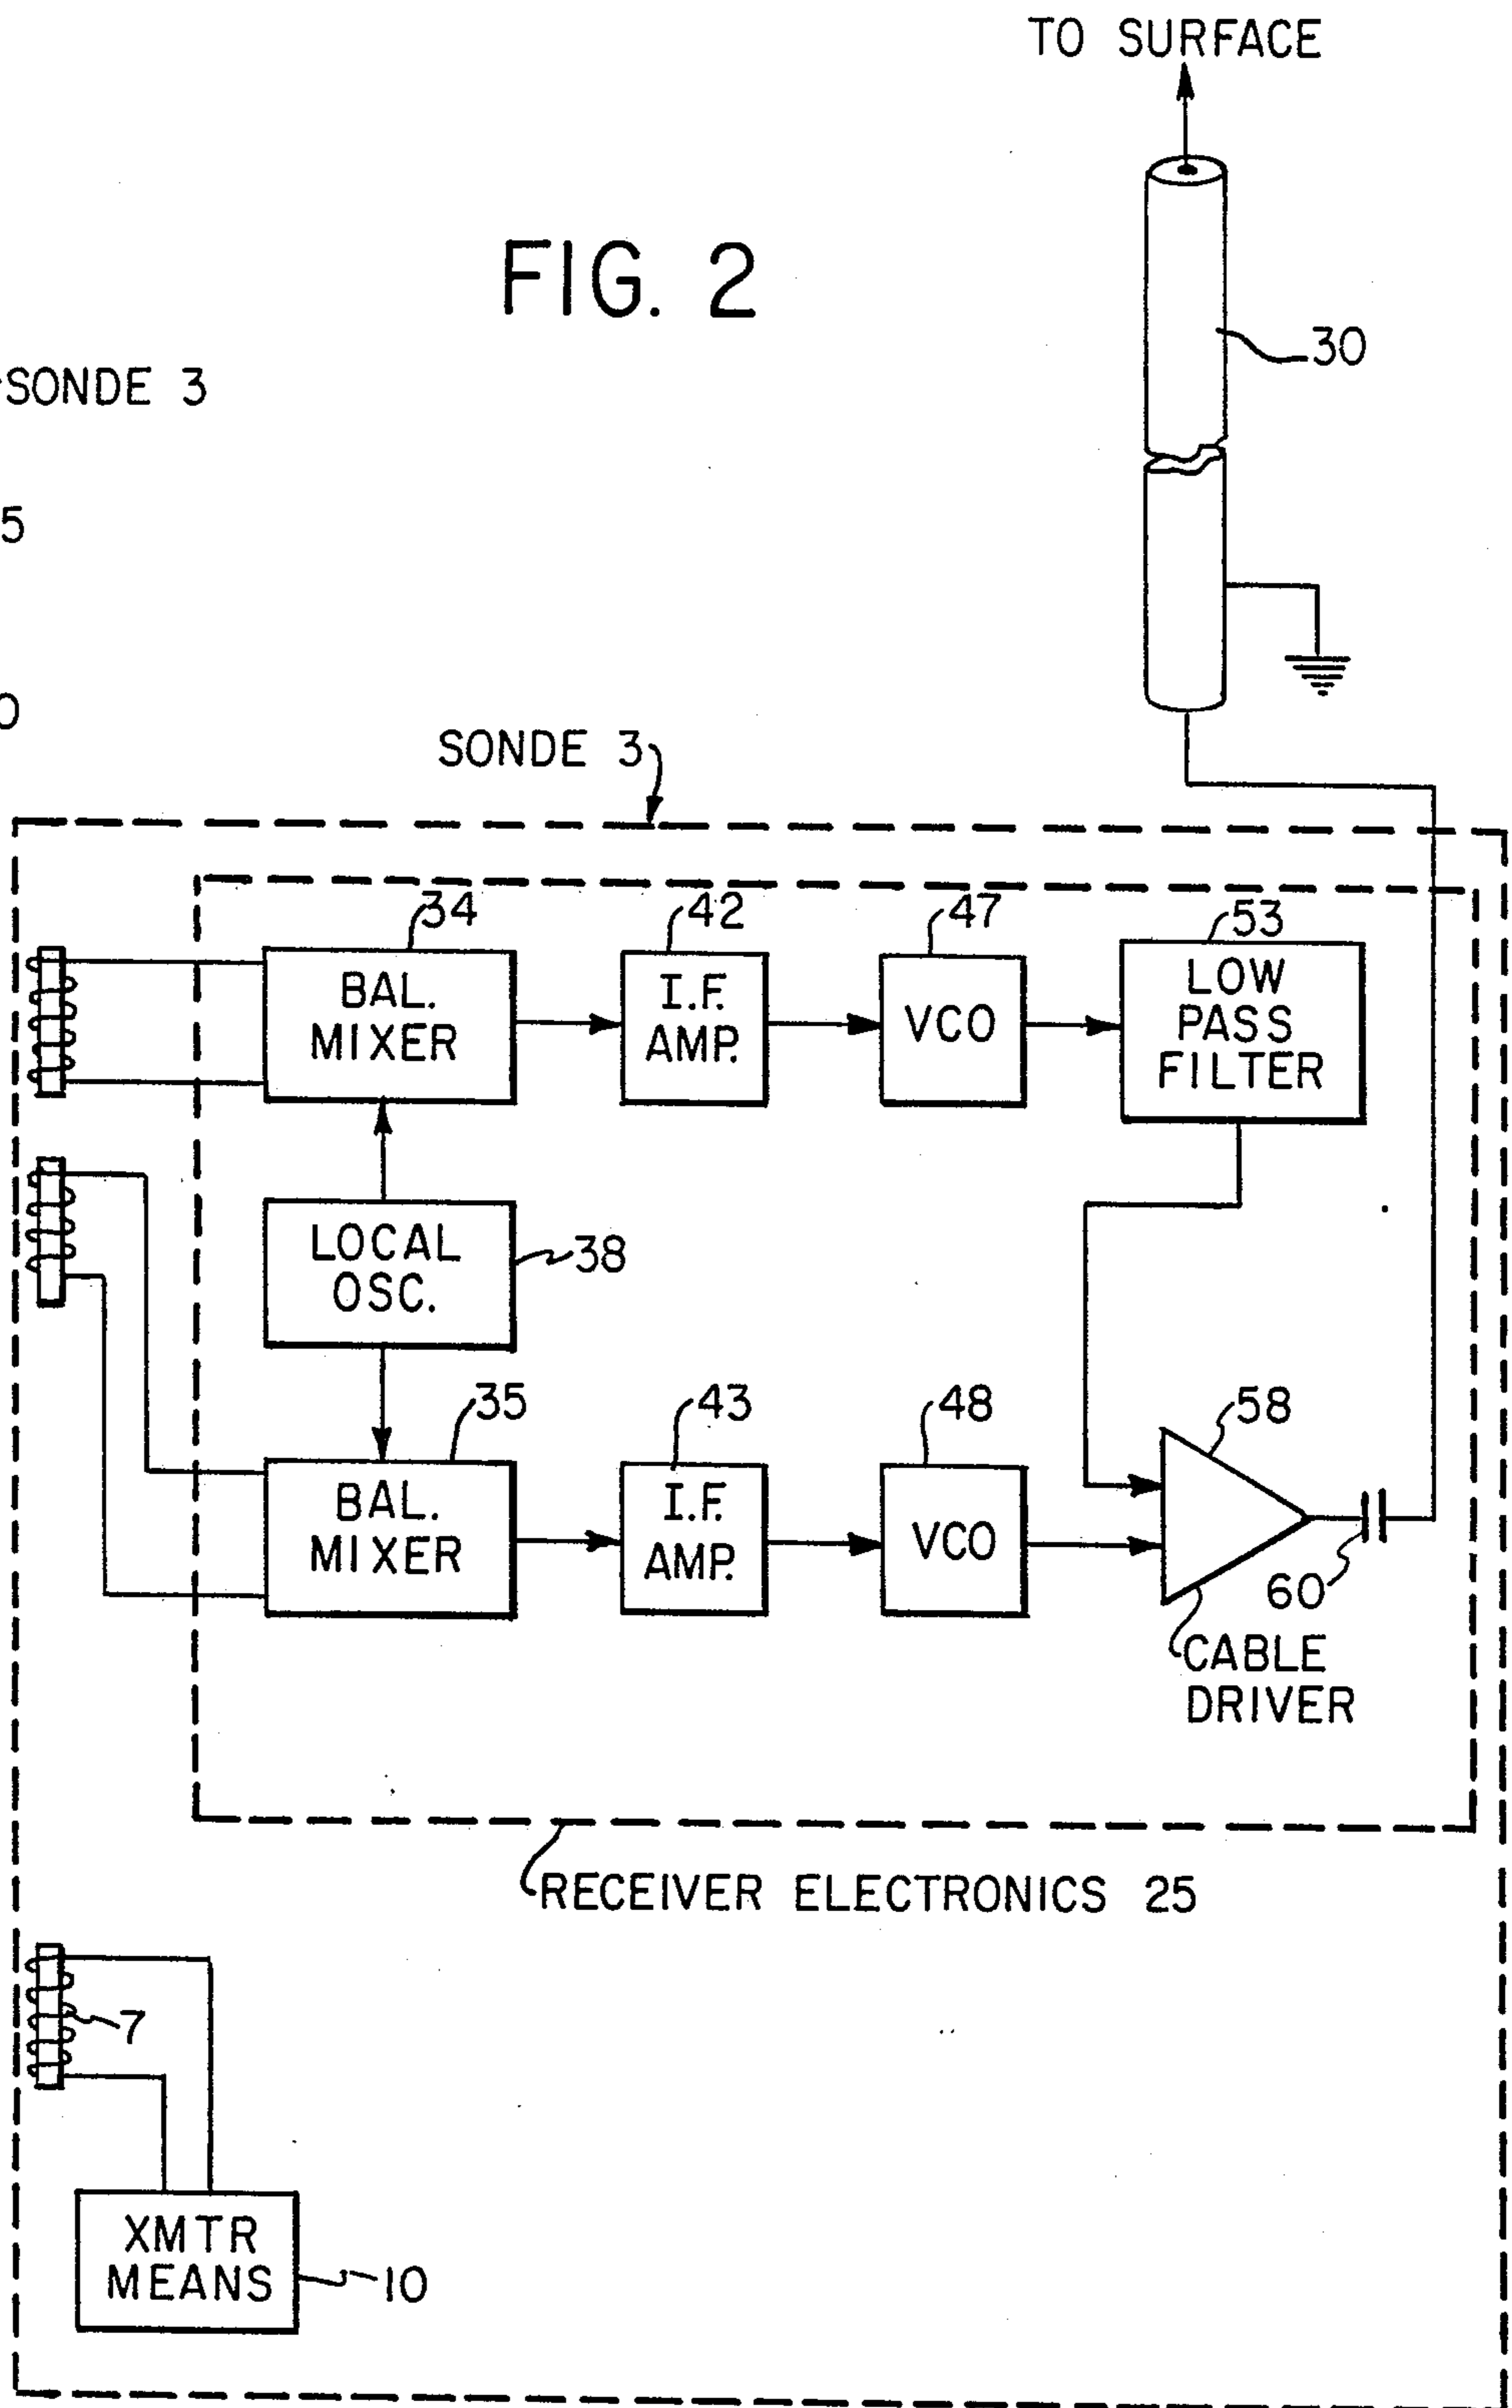 TO SURFACE
FIG. 2
30
SONDE 3
5
0
SONDE 3
34
42
47
53
BAL.
MIXER
I.F.
AMP.
VCO
LOW
PASS
FILTER
LOCAL
OSC.
38
35
43
48
58
BAL.
MIXER
I.F.
AMP.
VCO
60
CABLE
DRIVER
RECEIVER ELECTRONICS 25
7
XMTR
MEANS
10